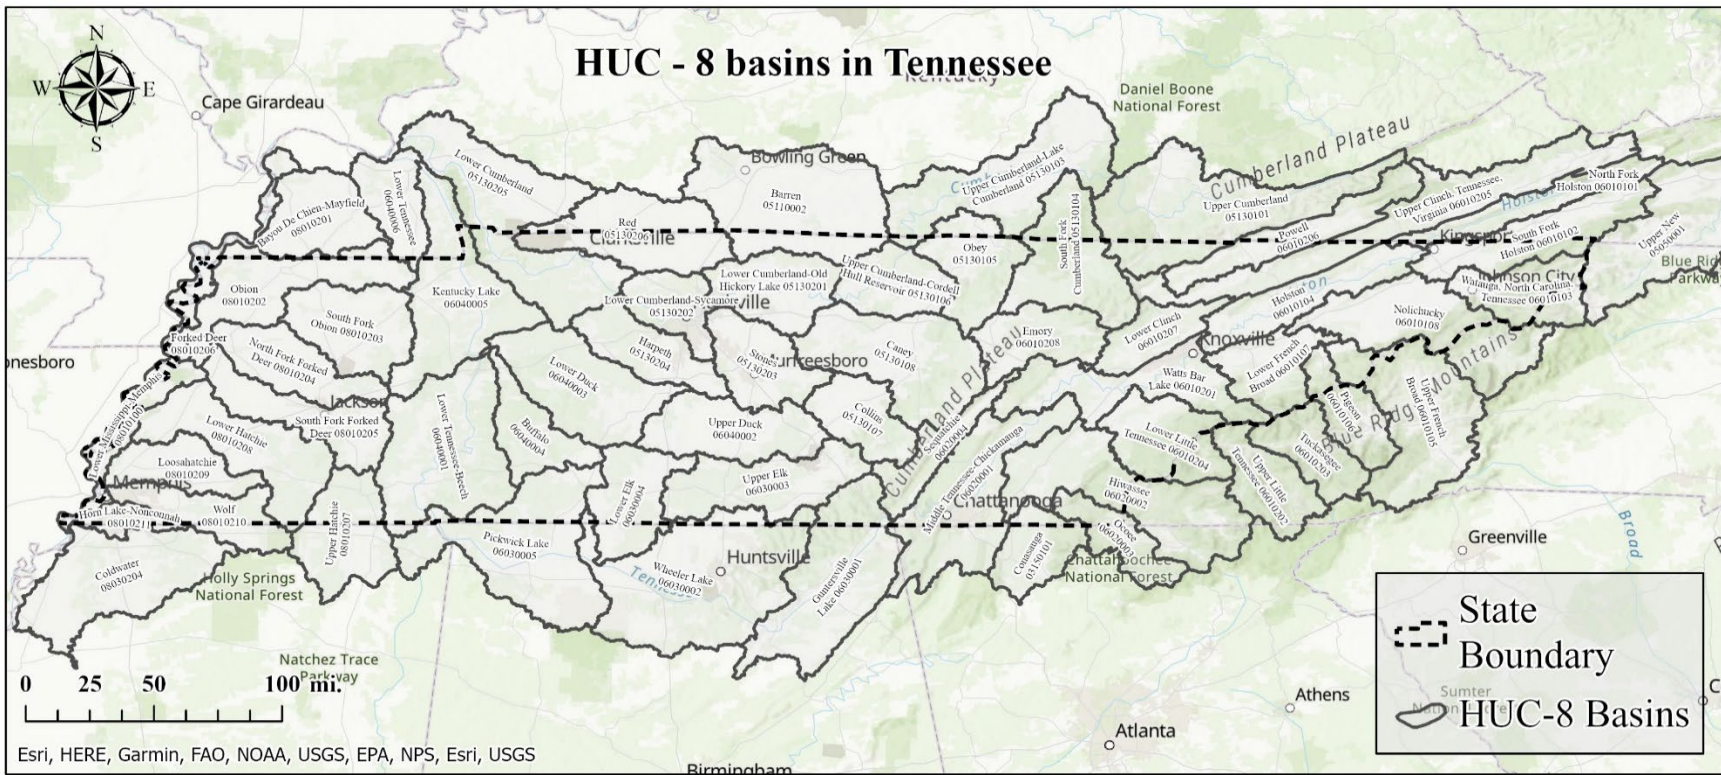 HUC - 8 basins in Tennessee
Kentucky
N
W
E
S
Cape Girardeau
Daniel Boone
National Forest
Cumberland Plateau
Bowling Green
Lower Cumberland
05130205
Lower Tennessee
06040006
Bayou De Chien-Mayfield
08010201
Red
05130206
Clarksville
Barren
05110002
Upper Cumberland-Lake
Cumberland 05130103
South Fork
Cumberland 05130104
Upper Cumberland
05130101
Powell
06010206
Upper Clinch, Tennessee,
Virginia 06010205
North Fork
Holston 06010101
South Fork
Holston 06010102
Upper New
05050001
Obion
08010202
Kentucky Lake
06040005
Lower Cumberland-Old
Hickory Lake 05130201
Upper Cumberland-Cordell
Hull Reservoir 05130106
Obey
05130105
Holston
06010104
Johnson City
Watauga, North Carolina,
Tennessee 06010103
Blue Rid
Parkway
South Fork
Obion 08010203
Lower Cumberland-Sycamore
05130202
Emory
06010208
Lower Clinch
06010207
Knoxville
Nolichucky
06010108
Forked Deer
08010206
North Fork Forked
Deer 08010204
Harpeth
05130204
Stones
05130203
Caney
05130108
Watts Bar
Lake 06010201
Lower French
Broad 06010107
onesboro
Jackson
Lower Duck
06040003
Collins
05130107
Cumberland Plateau
Pigeon
06010106
Upper French
Broad 06010105
Blue Ridg Mountains
Lower Mississippi-Memphis
08010100
Lower Hatchie
08010208
South Fork Forked
Deer 08010205
Lower Tennessee-Beech
06040001
Buffalo
06040004
Upper Duck
06040002
Sequatchie
06020004
Lower Little
Tennessee 06010204
Tuckasegee
06010203
Upper Little
Tennessee 06010202
Loosahatchie
08010209
Memphis
Upper Elk
06030003
Lower Elk
06030004
Middle Tennessee-Chickamauga
06020001
Chattanooga
Hiwassee
06020002
Horn Lake-Nonconnah
08010211
Wolf
08010210
Upper Hatchie
08010207
Pickwick Lake
06030005
Huntsville
Wheeler Lake
06030002
Guntersville
Lake 06030001
Conasauga
03150101
Ocoee
06020003
Chattahoochee
National Forest
Greenville
Broad
Coldwater
08030204
Holly Springs
National Forest
Natchez Trace
Parkway
0 25 50 100 mi.
Athens
Atlanta
Birmingham
State
Boundary
HUC-8 Basins
Esri, HERE, Garmin, FAO, NOAA, USGS, EPA, NPS, Esri, USGS